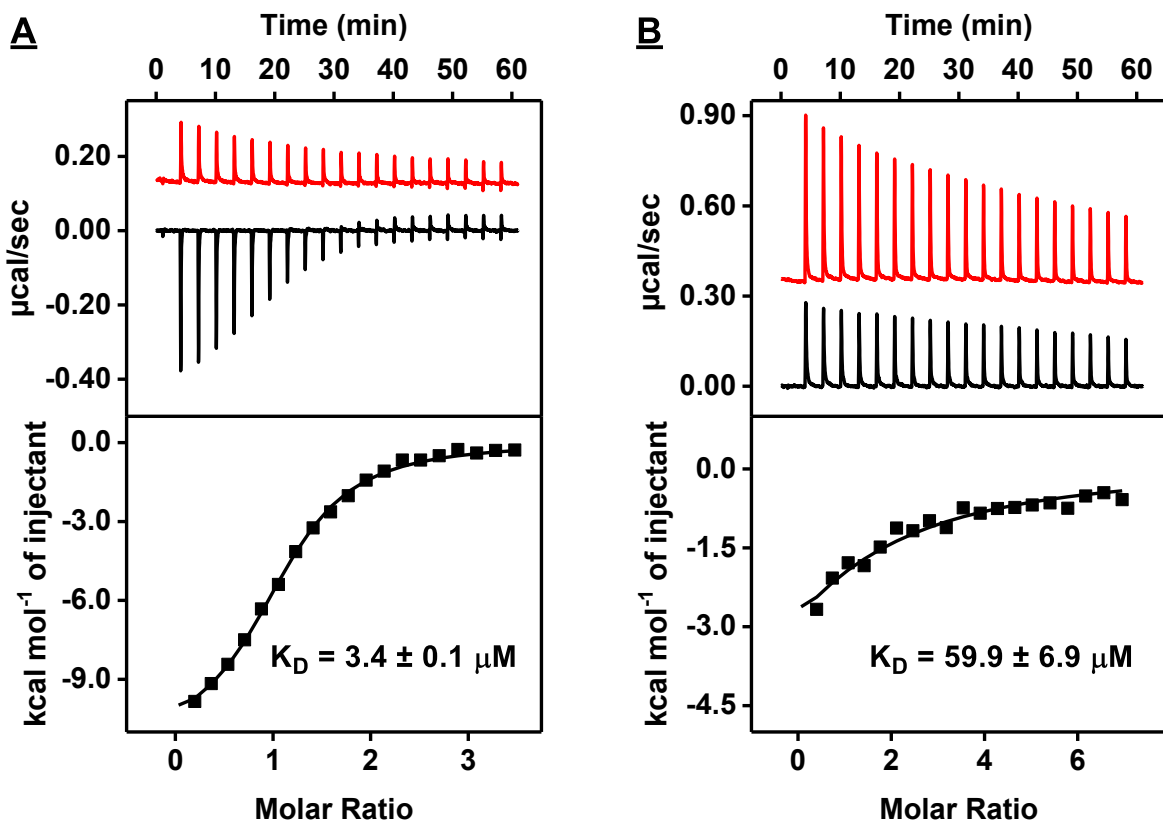 A
Time (min)
0 10 20 30 40 50 60
0.20
0.00
-0.20
-0.40
µcal/sec
0.0
-3.0
-6.0
-9.0
kcal mol⁻¹ of injectant
K_D = 3.4 ± 0.1 µM
0 1 2 3
Molar Ratio
B
Time (min)
0 10 20 30 40 50 60
0.90
0.60
0.30
0.00
µcal/sec
0.0
-1.5
-3.0
-4.5
kcal mol⁻¹ of injectant
K_D = 59.9 ± 6.9 µM
0 2 4 6
Molar Ratio